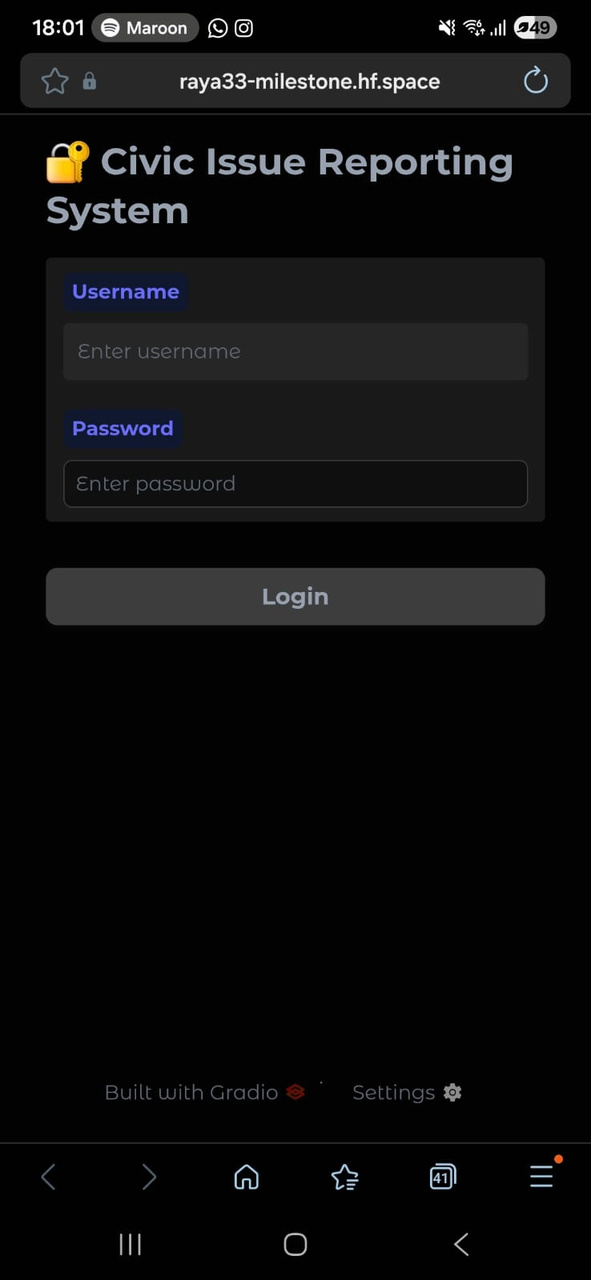 18:01 Maroon 49
raya33-milestone.hf.space
🔐 Civic Issue Reporting
System
Username
Enter username
Password
Enter password
Login
Built with Gradio · Settings
41